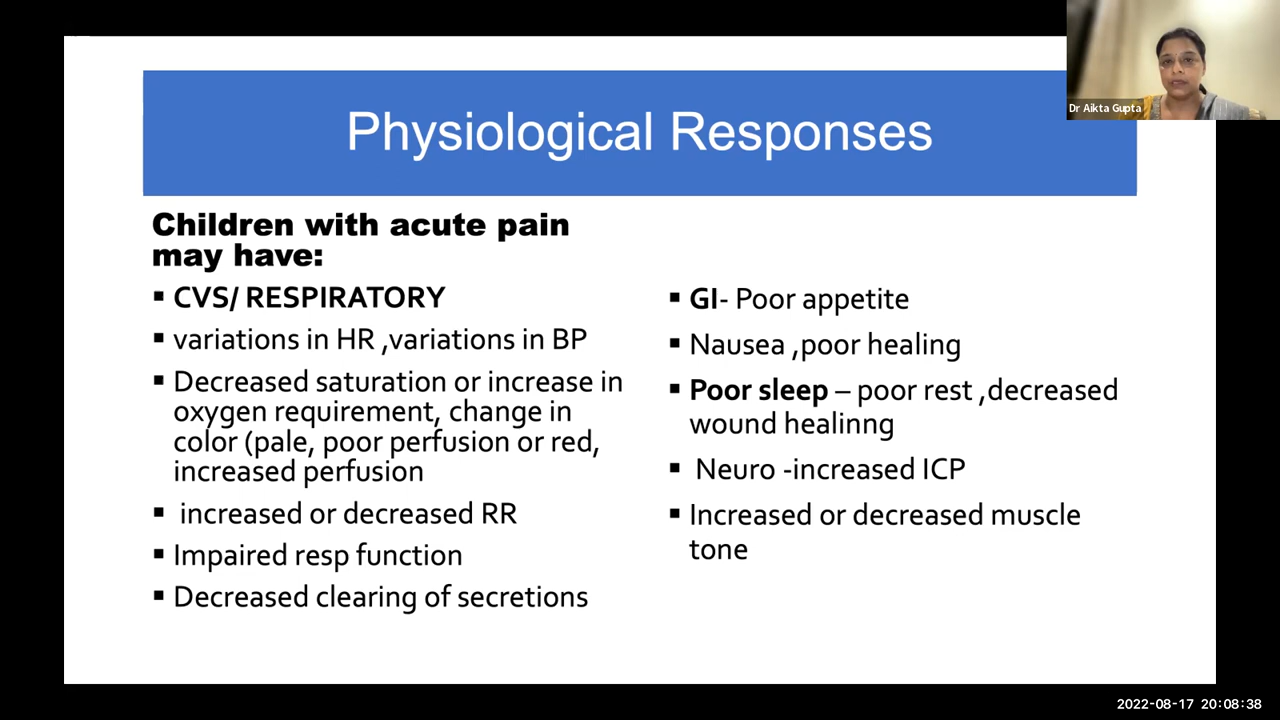 Dr Aikta Gupta
Physiological Responses
Children with acute pain
may have:
▪ CVS/ RESPIRATORY
▪ variations in HR ,variations in BP
▪ Decreased saturation or increase in
oxygen requirement, change in
color (pale, poor perfusion or red,
increased perfusion
▪ increased or decreased RR
▪ Impaired resp function
▪ Decreased clearing of secretions
▪ GI- Poor appetite
▪ Nausea ,poor healing
▪ Poor sleep – poor rest ,decreased
wound healinng
▪ Neuro -increased ICP
▪ Increased or decreased muscle
tone
2022-08-17 20:08:38